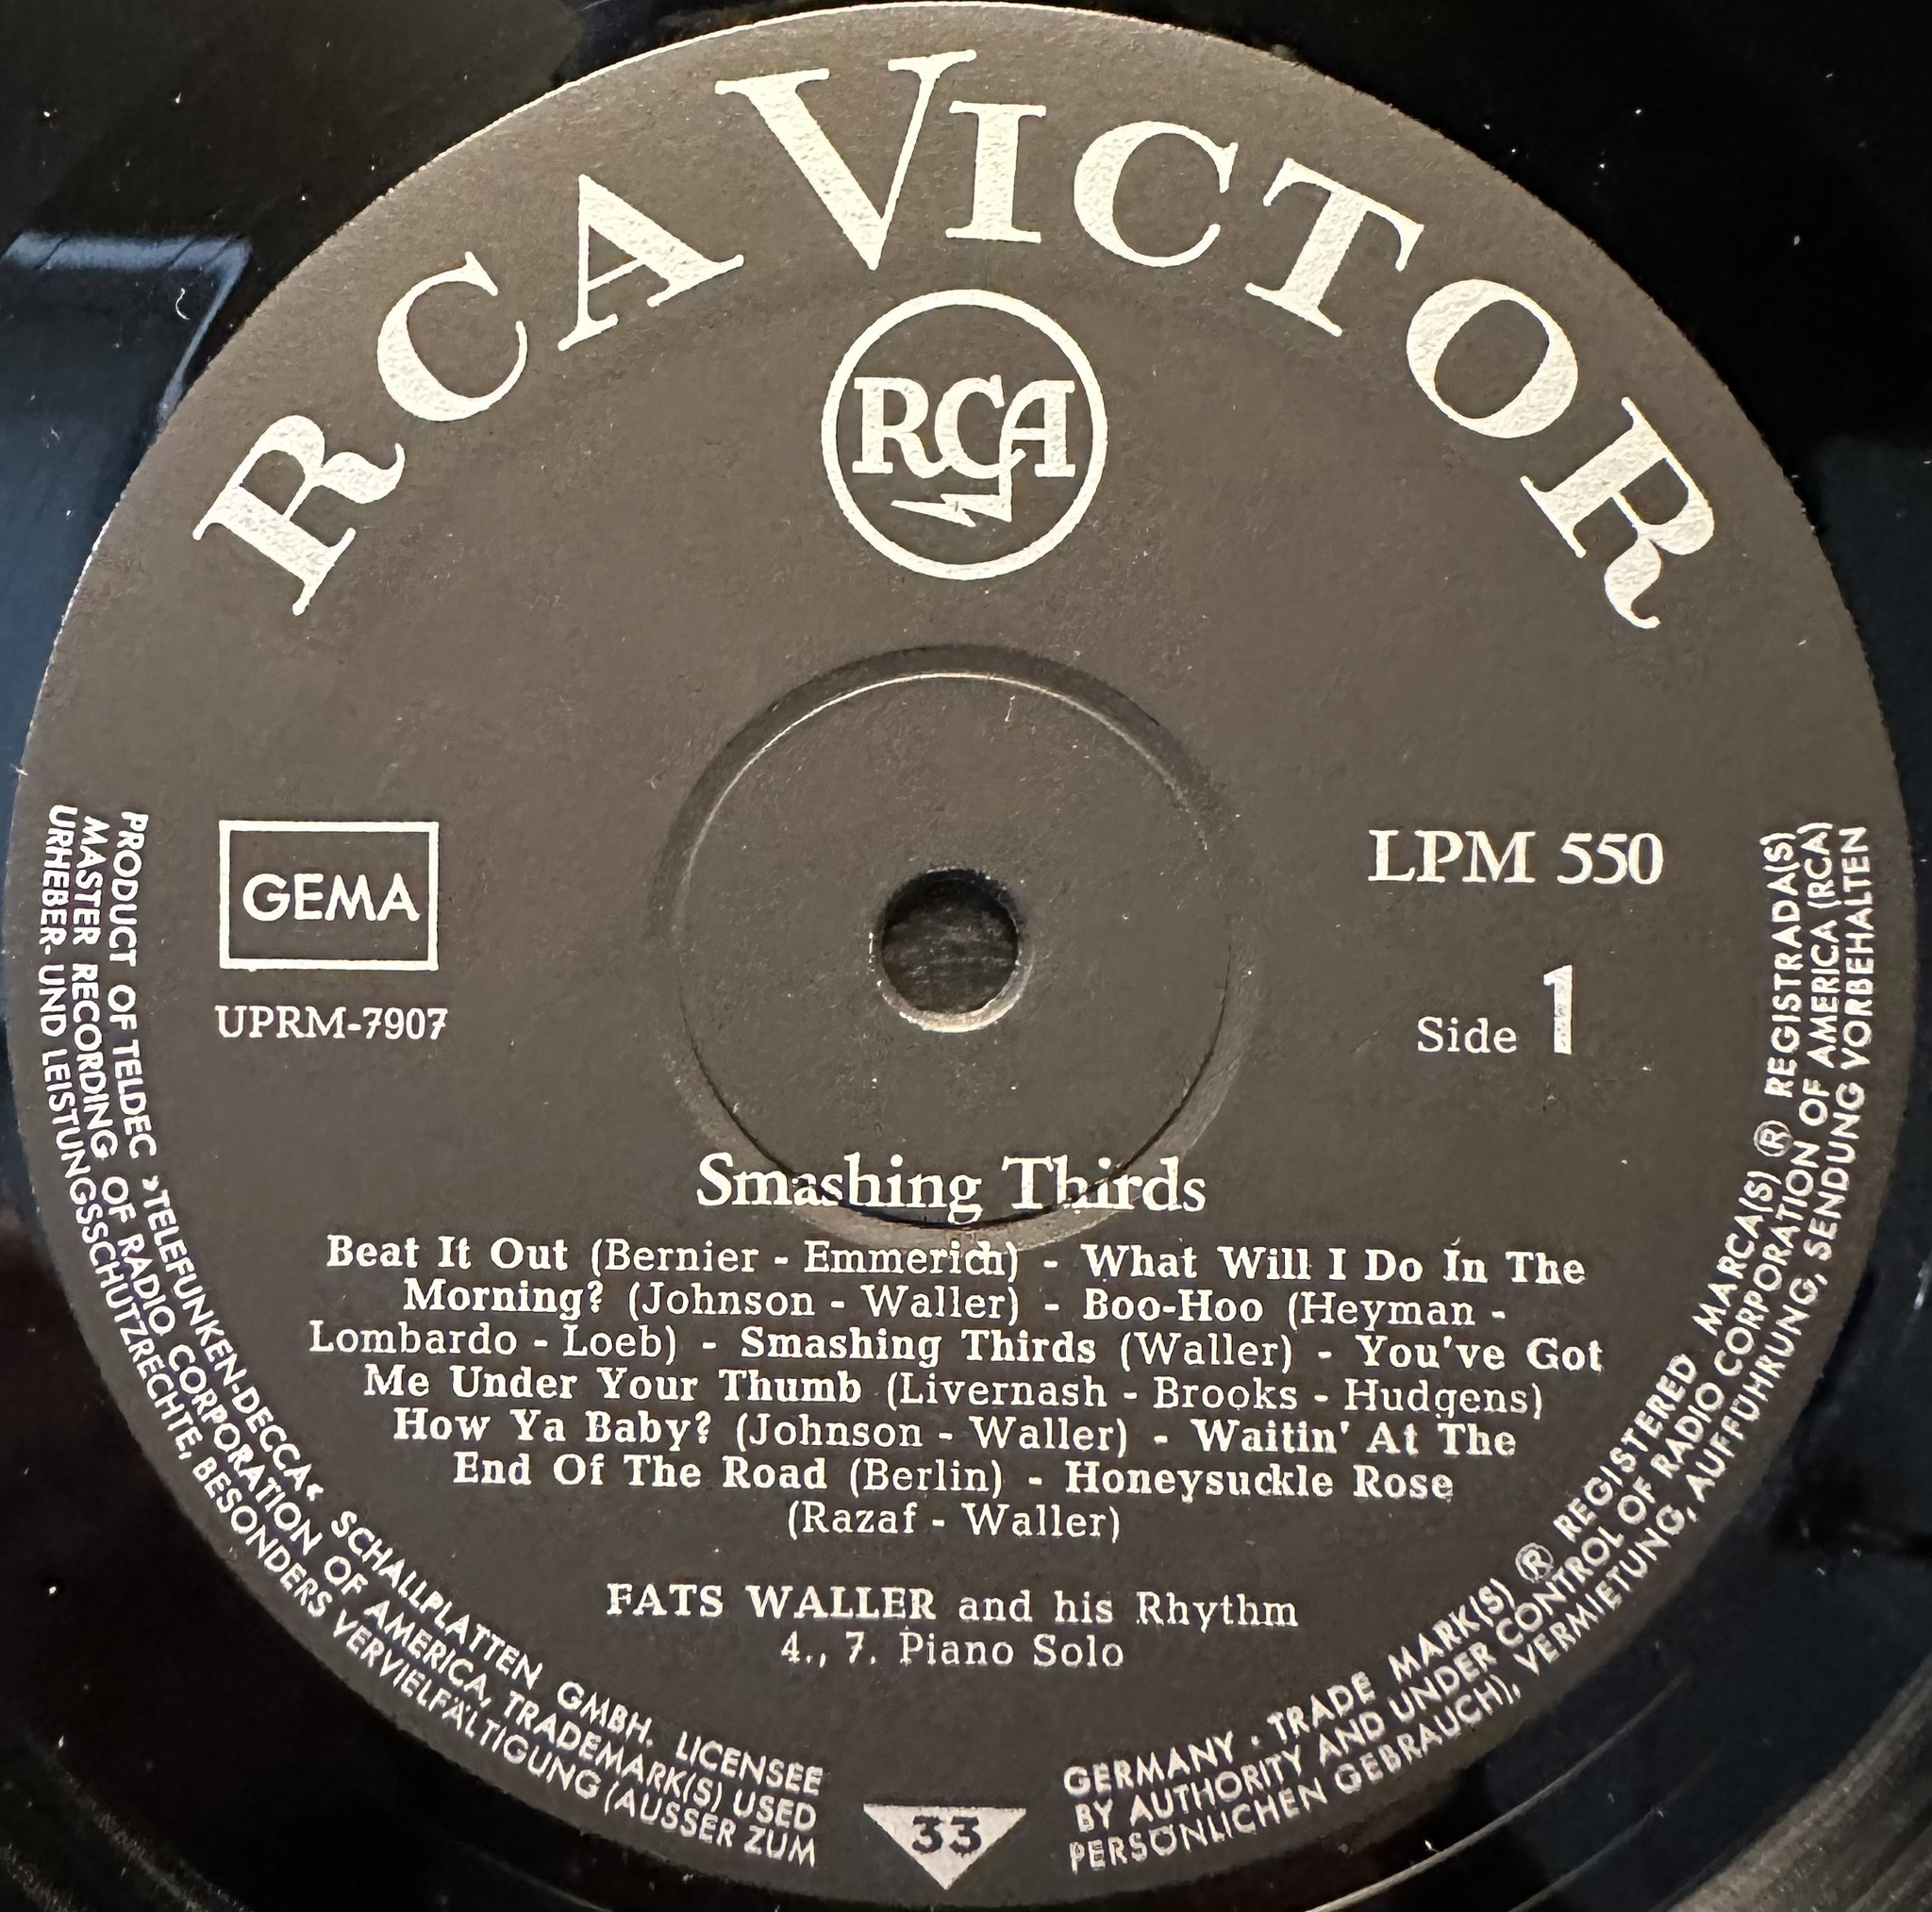 RCA VICTOR
RCA
GEMA
UPRM-7907
LPM 550
Side 1
Smashing Thirds
Beat It Out (Bernier - Emmerich) - What Will I Do In The
Morning? (Johnson - Waller) - Boo-Hoo (Heyman -
Lombardo - Loeb) - Smashing Thirds (Waller) - You've Got
Me Under Your Thumb (Livernash - Brooks - Hudgens)
How Ya Baby? (Johnson - Waller) - Waitin' At The
End Of The Road (Berlin) - Honeysuckle Rose
(Razaf - Waller)
FATS WALLER and his Rhythm
4., 7. Piano Solo
PRODUCT OF TELDEC »TELEFUNKEN-DECCA« SCHALLPLATTEN GMBH. LICENSEE
MASTER RECORDING OF RADIO CORPORATION OF AMERICA, TRADEMARK(S) USED
URHEBER- UND LEISTUNGSSCHUTZRECHTE, BESONDERS VERVIELFÄLTIGUNG (AUSSER ZUM
33
GERMANY · TRADE MARK(S) ® REGISTERED MARCA(S) ® REGISTRADA(S)
BY AUTHORITY AND UNDER CONTROL OF RADIO CORPORATION OF AMERICA (RCA)
PERSÖNLICHEN GEBRAUCH), VERMIETUNG, AUFFÜHRUNG, SENDUNG VORBEHALTEN